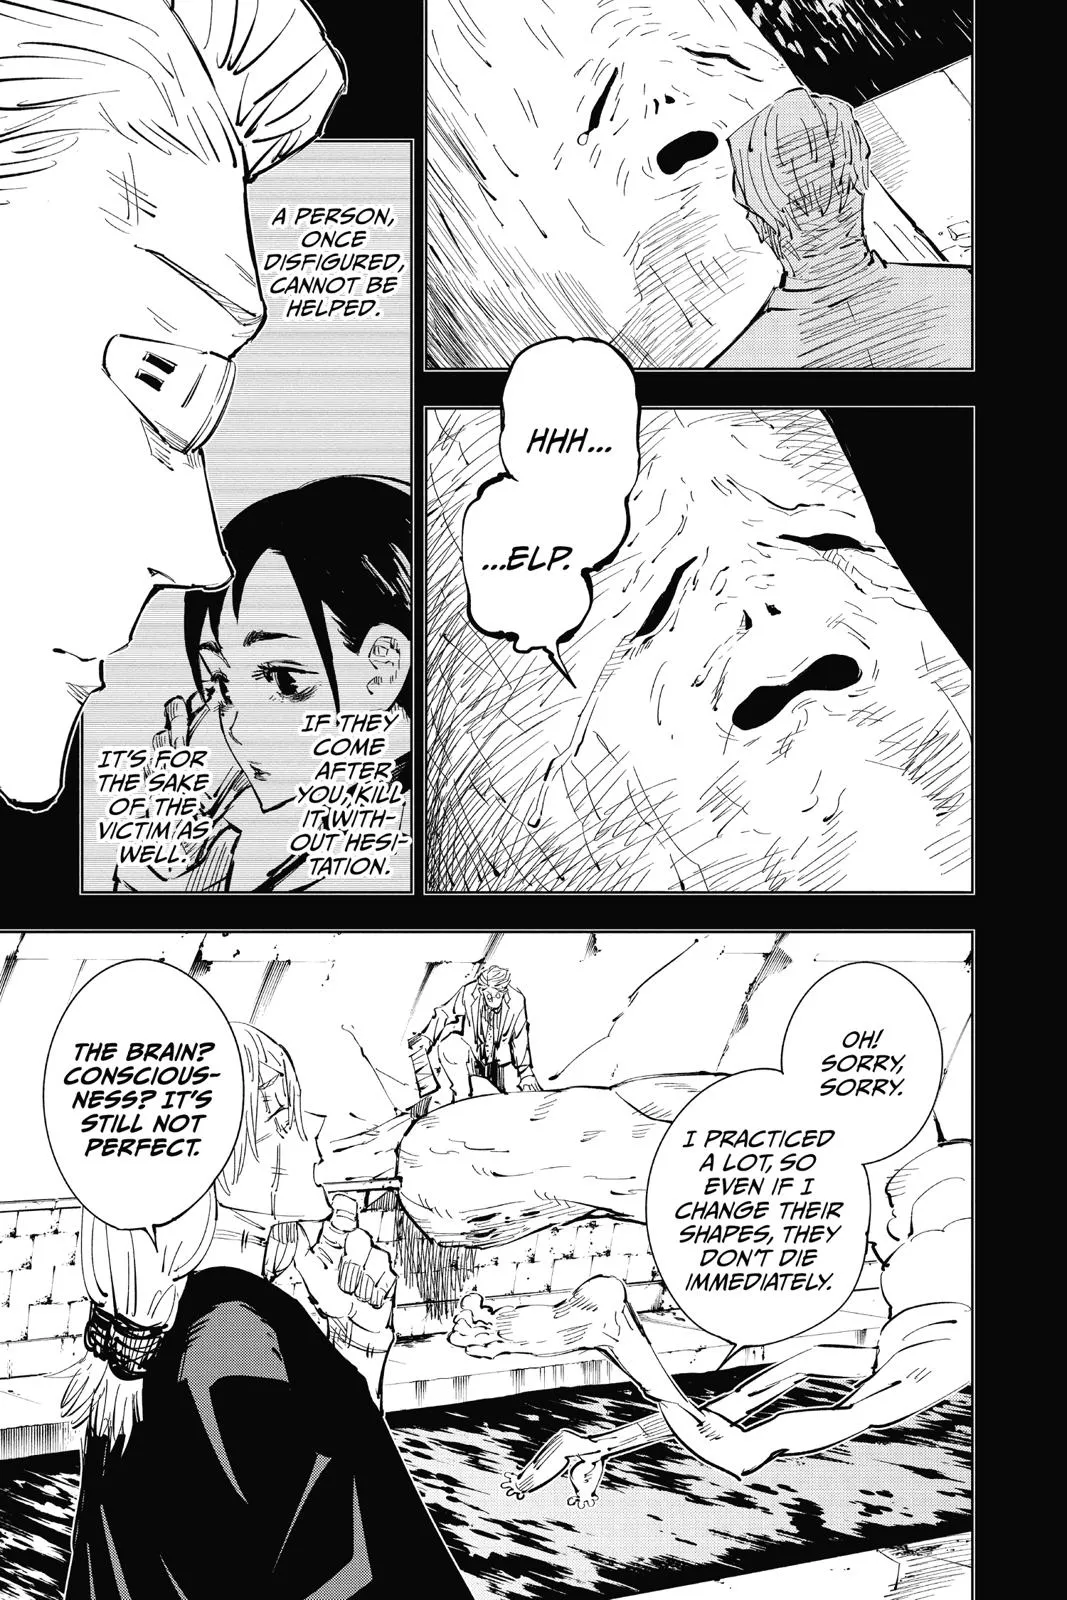 HHH...
...ELP.
A PERSON,
ONCE
DISFIGURED,
CANNOT BE
HELPED.
IF THEY
COME
AFTER
YOU, KILL
IT WITH-
OUT HESI-
TATION.
IT'S FOR
THE SAKE
OF THE
VICTIM AS
WELL.
OH!
SORRY,
SORRY.
I PRACTICED
A LOT, SO
EVEN IF I
CHANGE THEIR
SHAPES, THEY
DON'T DIE
IMMEDIATELY.
THE BRAIN?
CONSCIOUS-
NESS? IT'S
STILL NOT
PERFECT.